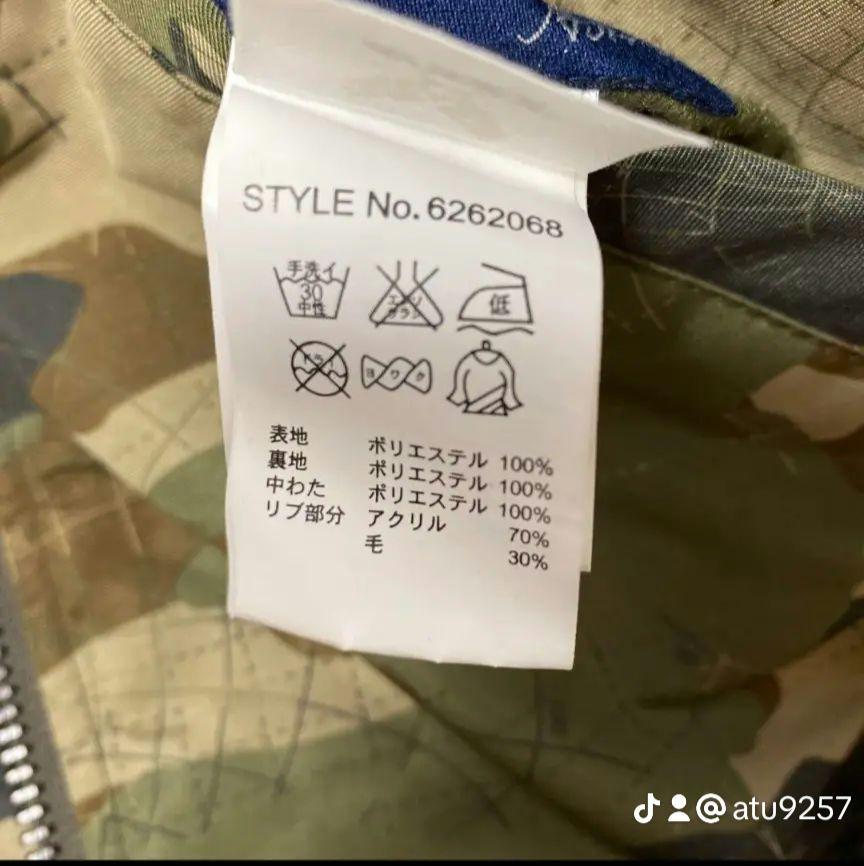 STYLE No. 6262068
手洗イ
30
中性
エンソ
サラシ
低
ドライ
ヨワク
表地 ポリエステル 100%
裏地 ポリエステル 100%
中わた ポリエステル 100%
リブ部分 アクリル 70%
毛 30%
@atu9257